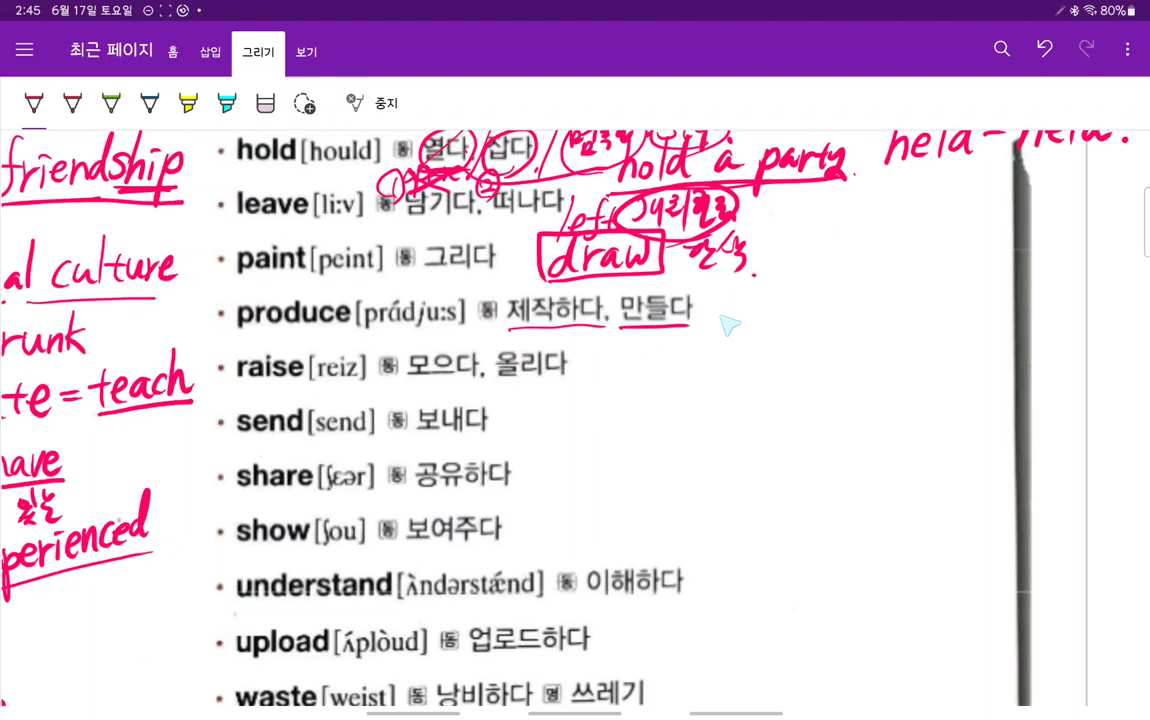 2:45 6월 17일 토요일 80%
최근 페이지 홈 삽입 그리기 보기
중지
friendship
al culture
runk
te = teach
have
perienced
• hold[hould] 동 열다, 잡다 / hold a party. held - held.
• leave[li:v] 동 남기다, 떠나다 left
① ②
• paint[peint] 동 그리다 draw
• produce[prádju:s] 동 제작하다, 만들다
• raise[reiz] 동 모으다, 올리다
• send[send] 동 보내다
• share[ʃɛər] 동 공유하다
• show[ʃou] 동 보여주다
• understand[ʌ̀ndərstǽnd] 동 이해하다
• upload[ʌ́plòud] 동 업로드하다
• waste[weist] 동 낭비하다 명 쓰레기